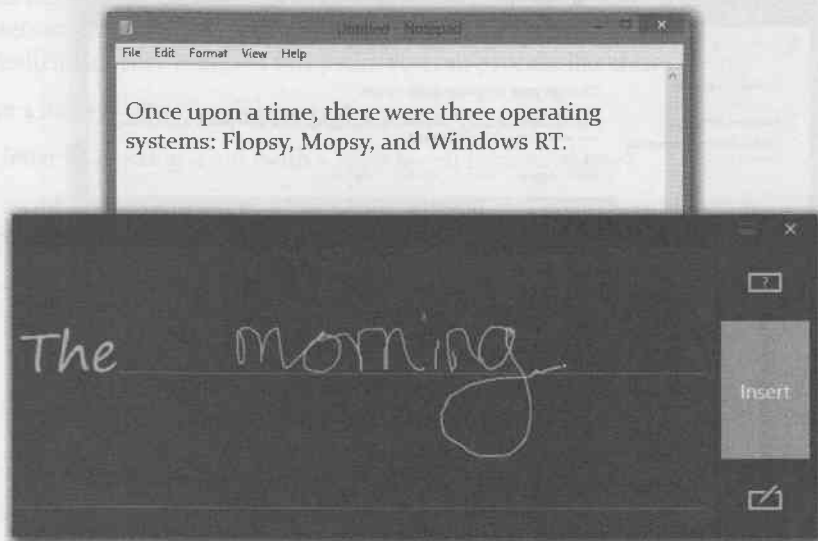 Untitled - Notepad
File Edit Format View Help
Once upon a time, there were three operating
systems: Flopsy, Mopsy, and Windows RT.
The morning
Insert